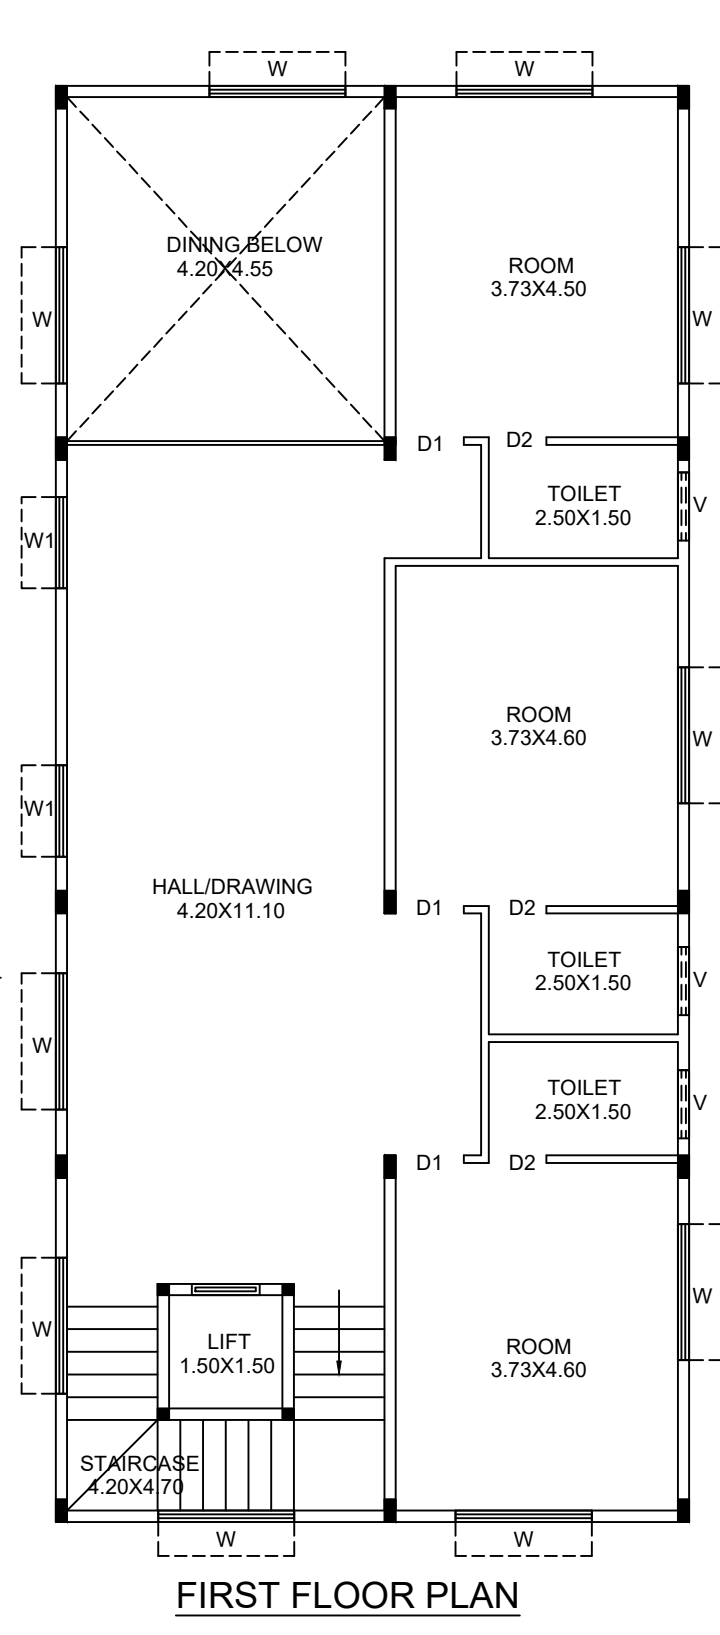 W
W
DINING BELOW
4.20X4.55
ROOM
3.73X4.50
W
W
D1
D2
TOILET
2.50X1.50
V
W1
ROOM
3.73X4.60
W
W1
HALL/DRAWING
4.20X11.10
D1
D2
TOILET
2.50X1.50
V
W
TOILET
2.50X1.50
V
D1
D2
W
W
LIFT
1.50X1.50
ROOM
3.73X4.60
STAIRCASE
4.20X4.70
W
W
FIRST FLOOR PLAN